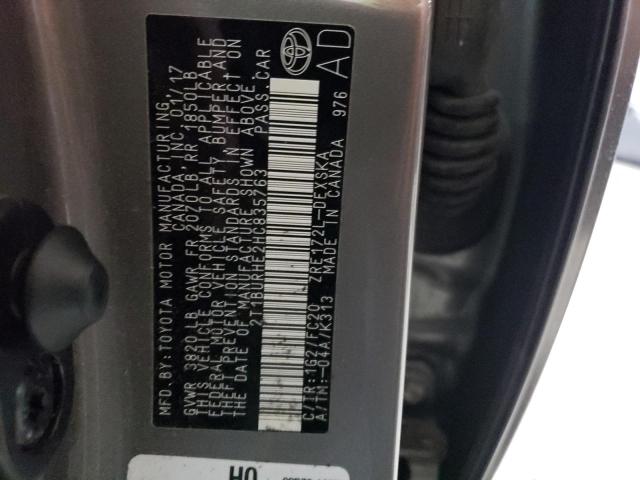 MFD.BY:TOYOTA MOTOR MANUFACTURING
CANADA INC. 01/17
GVWR 3820LB GAWR FR 2020LB RR 1850LB
THIS VEHICLE CONFORMS TO ALL APPLICABLE
FEDERAL MOTOR VEHICLE SAFETY BUMPER, AND
THEFT PREVENTION STANDARDS IN EFFECT ON
THE DATE OF MANUFACTURE SHOWN ABOVE.
2T1BURHE2HC835763 PASS.CAR
C/TR:1G2/FC20 ZRE172L-DEXSKA
A/TM:-04A/K313 MADE IN CANADA 976
AD
HO